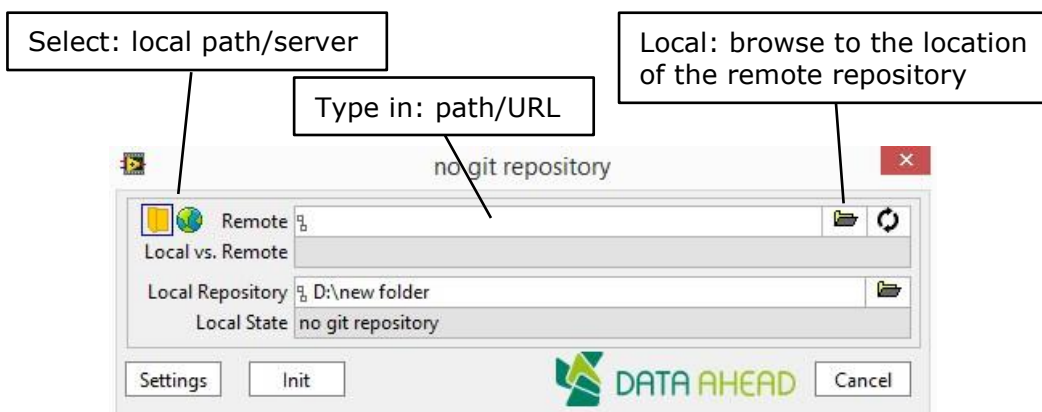 Select: local path/server
Local: browse to the location
of the remote repository
Type in: path/URL
no git repository
Remote
Local vs. Remote
Local Repository D:\new folder
Local State no git repository
Settings Init DATA AHEAD Cancel